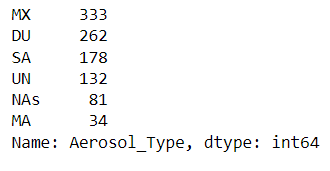 MX 333
DU 262
SA 178
UN 132
NAs 81
MA 34
Name: Aerosol_Type, dtype: int64